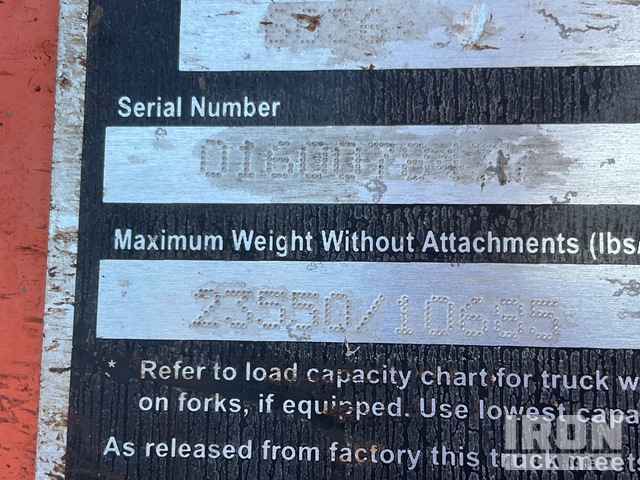 Serial Number
Maximum Weight Without Attachments (lbs/
23550/10685
* Refer to load capacity chart for truck w
on forks, if equipped. Use lowest capa
As released from factory this truck meets
IRON